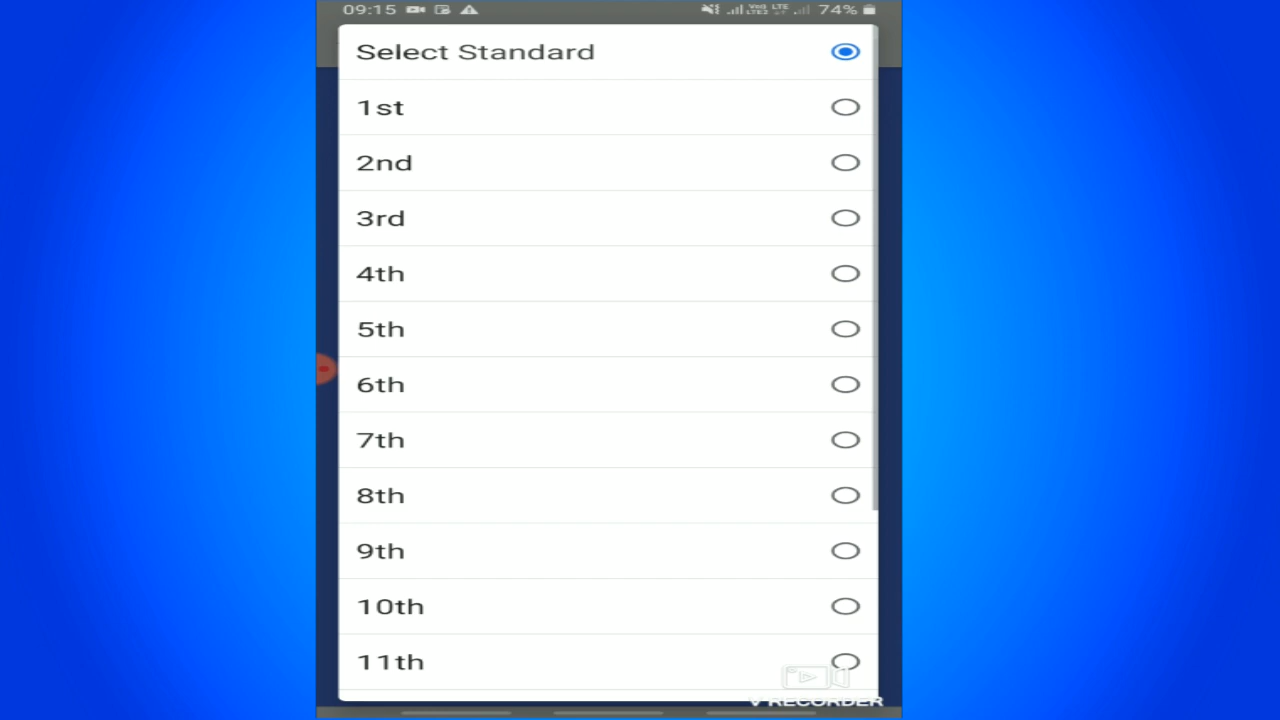 09:15 74%
Select Standard
1st
2nd
3rd
4th
5th
6th
7th
8th
9th
10th
11th
V RECORDER